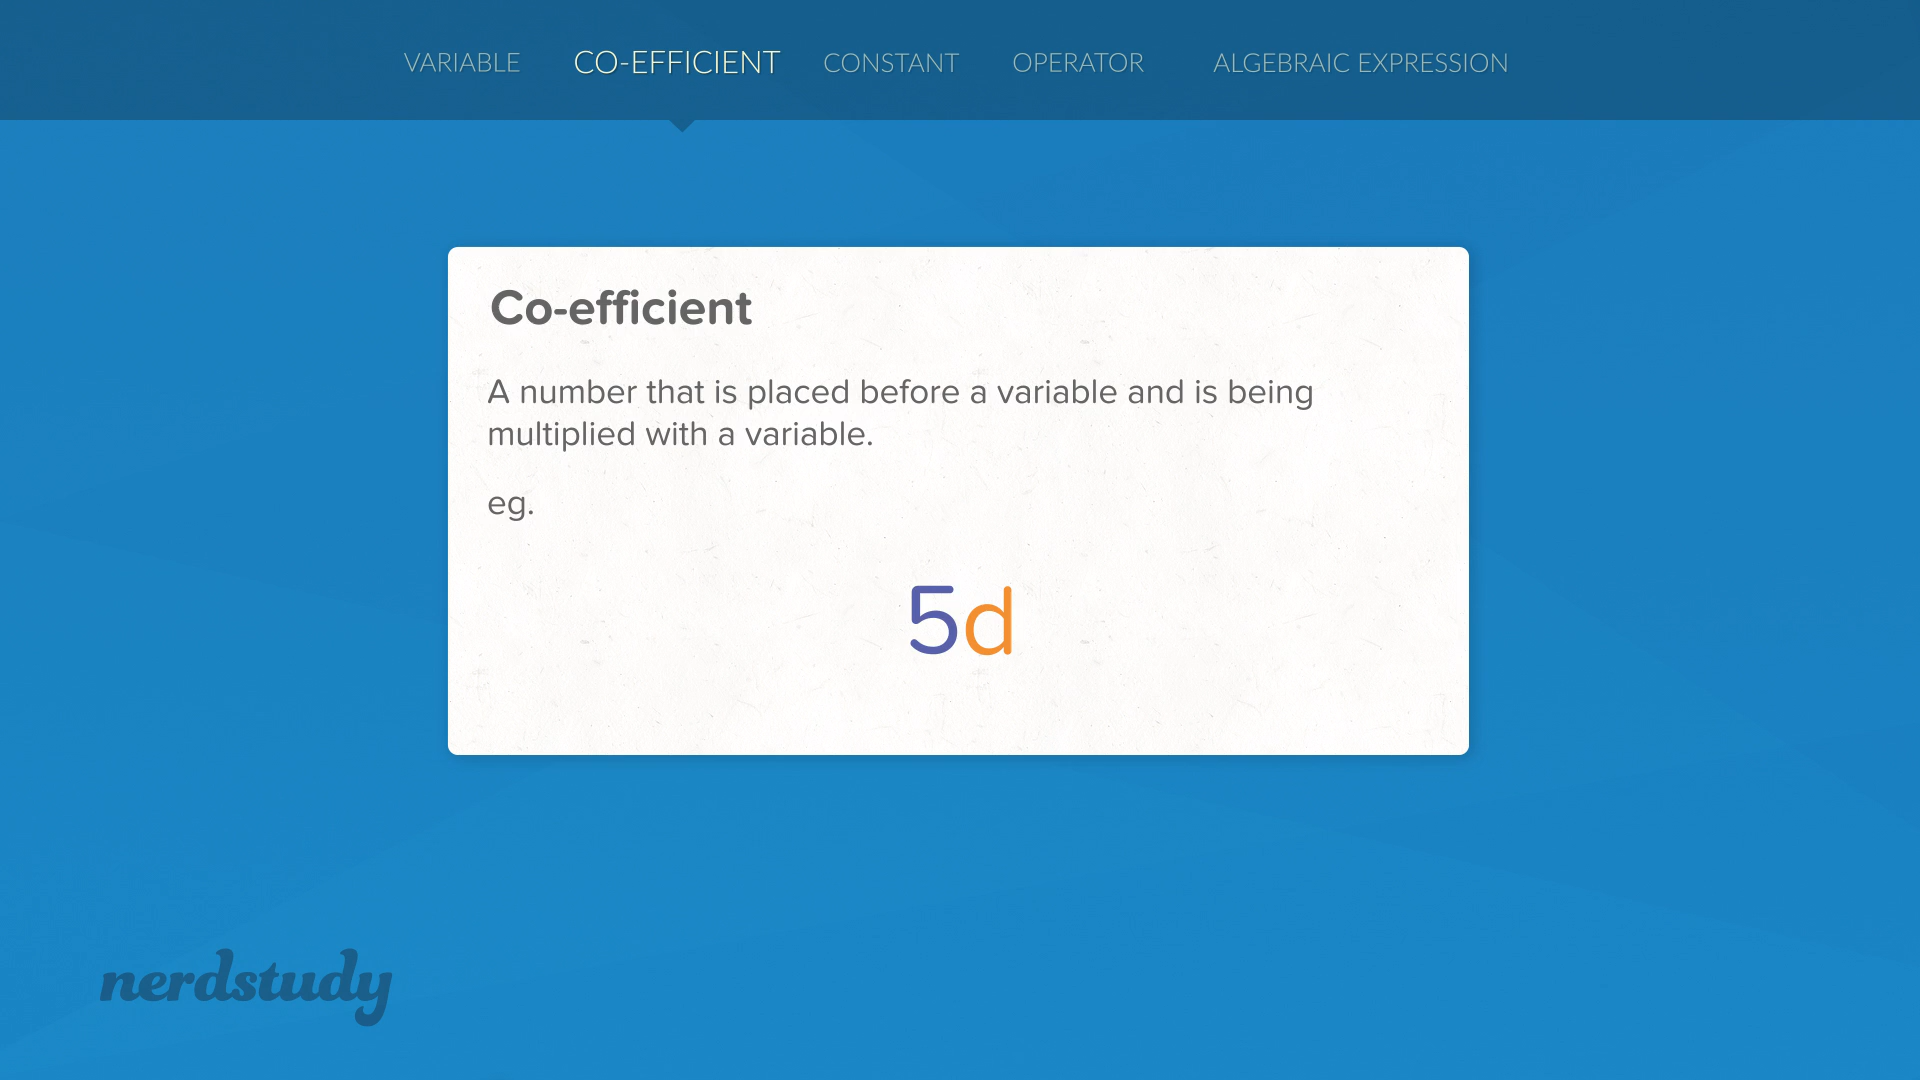 VARIABLE CO-EFFICIENT CONSTANT OPERATOR ALGEBRAIC EXPRESSION
Co-efficient
A number that is placed before a variable and is being
multiplied with a variable.
eg.
5d
nerdstudy